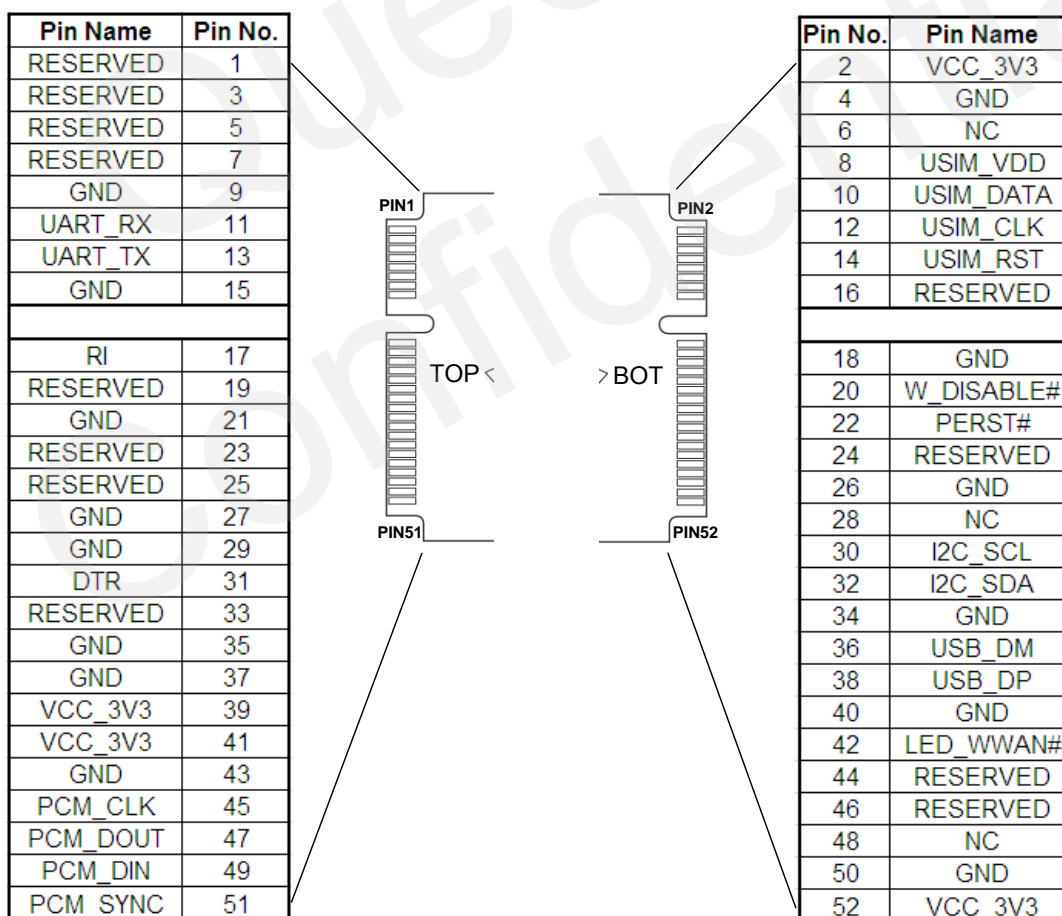 Pin Name Pin No.
RESERVED 1
RESERVED 3
RESERVED 5
RESERVED 7
GND 9
UART_RX 11
UART_TX 13
GND 15
RI 17
RESERVED 19
GND 21
RESERVED 23
RESERVED 25
GND 27
GND 29
DTR 31
RESERVED 33
GND 35
GND 37
VCC_3V3 39
VCC_3V3 41
GND 43
PCM_CLK 45
PCM_DOUT 47
PCM_DIN 49
PCM_SYNC 51
PIN1
TOP
PIN51
PIN2
BOT
PIN52
Pin No. Pin Name
2 VCC_3V3
4 GND
6 NC
8 USIM_VDD
10 USIM_DATA
12 USIM_CLK
14 USIM_RST
16 RESERVED
18 GND
20 W_DISABLE#
22 PERST#
24 RESERVED
26 GND
28 NC
30 I2C_SCL
32 I2C_SDA
34 GND
36 USB_DM
38 USB_DP
40 GND
42 LED_WWAN#
44 RESERVED
46 RESERVED
48 NC
50 GND
52 VCC_3V3